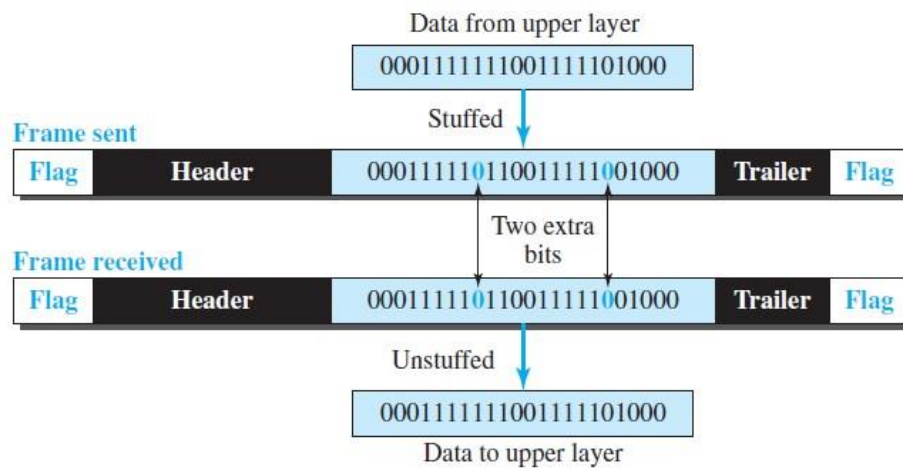 Data from upper layer
0001111111001111101000
Stuffed
Frame sent
Flag Header 000111110110011111001000 Trailer Flag
Two extra
bits
Frame received
Flag Header 000111110110011111001000 Trailer Flag
Unstuffed
0001111111001111101000
Data to upper layer